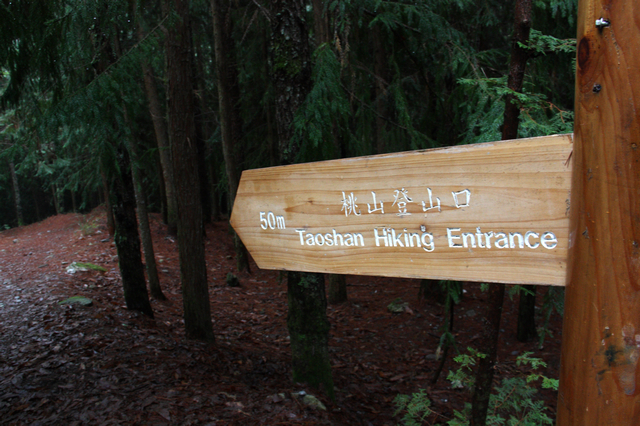 桃山登山口
50m Taoshan Hiking Entrance